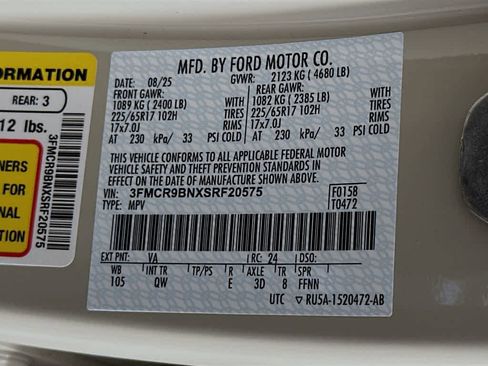 ORMATION
REAR: 3
12 lbs.
NERS
S FOR
NAL
ON
3FMCR9BNXSRF20575
MFD. BY FORD MOTOR CO.
DATE: 08/25 GVWR: 2123 KG ( 4680 LB)
FRONT GAWR: REAR GAWR:
1089 KG ( 2400 LB) WITH 1082 KG ( 2385 LB) WITH
225/65R17 102H TIRES 225/65R17 102H TIRES
17x7.0J RIMS 17x7.0J RIMS
AT 230 kPa/ 33 PSI COLD AT 230 kPa/ 33 PSI COLD
THIS VEHICLE CONFORMS TO ALL APPLICABLE FEDERAL MOTOR
VEHICLE SAFETY AND THEFT PREVENTION STANDARDS IN EFFECT
ON THE DATE OF MANUFACTURE SHOWN ABOVE.
VIN: 3FMCR9BNXSRF20575 F0158
TYPE: MPV T0472
EXT PNT: VA RC: 24 DSO:
WB INT TR TP/PS R AXLE TR SPR
105 QW E 3D 8 FFNN
UTC ▽ RU5A-1520472-AB